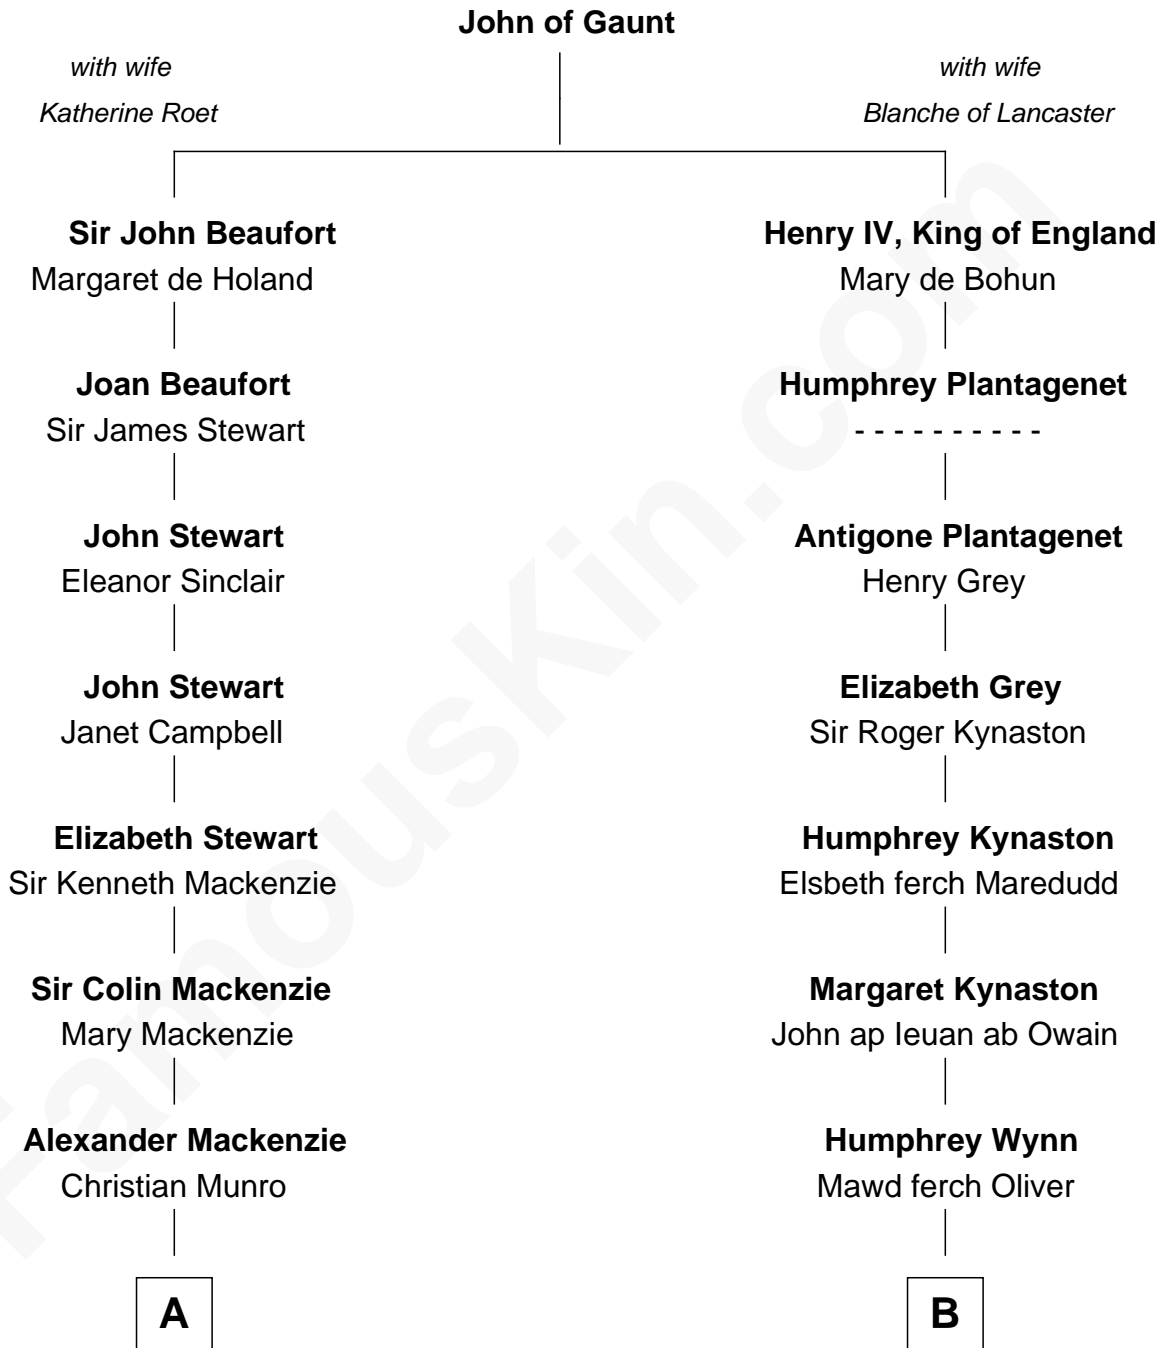 John of Gaunt
with wife
Katherine Roet
with wife
Blanche of Lancaster
Sir John Beaufort
Margaret de Holand
Henry IV, King of England
Mary de Bohun
Joan Beaufort
Sir James Stewart
Humphrey Plantagenet
- - - - - - - - - -
John Stewart
Eleanor Sinclair
Antigone Plantagenet
Henry Grey
John Stewart
Janet Campbell
Elizabeth Grey
Sir Roger Kynaston
Elizabeth Stewart
Sir Kenneth Mackenzie
Humphrey Kynaston
Elsbeth ferch Maredudd
Sir Colin Mackenzie
Mary Mackenzie
Margaret Kynaston
John ap Ieuan ab Owain
Alexander Mackenzie
Christian Munro
Humphrey Wynn
Mawd ferch Oliver
A
B
FamousKin.com